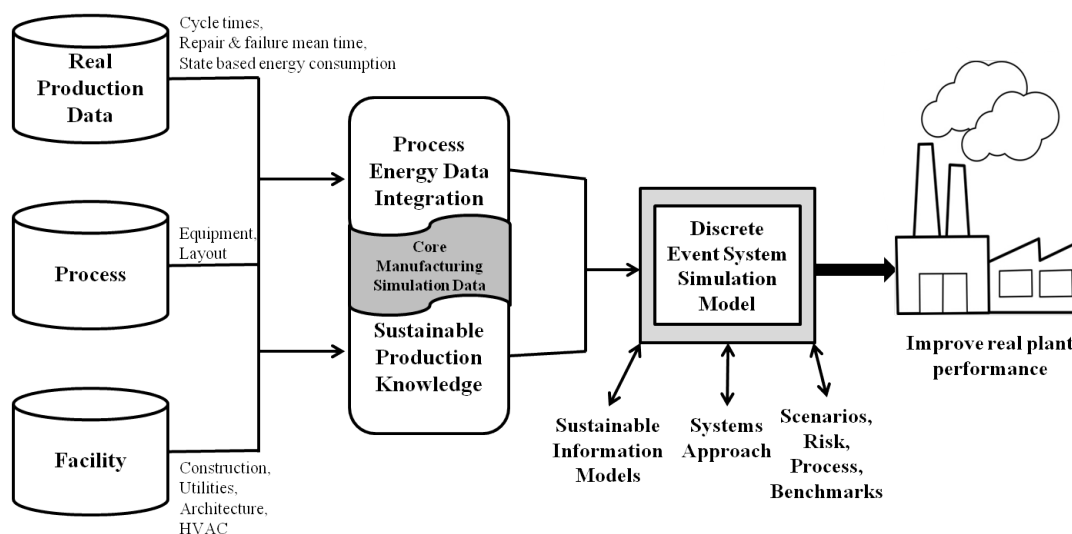 Cycle times,
Repair & failure mean time,
State based energy consumption
Real
Production
Data
Equipment,
Layout
Process
Facility
Construction,
Utilities,
Architecture,
HVAC
Process
Energy Data
Integration
Core
Manufacturing
Simulation Data
Sustainable
Production
Knowledge
Discrete
Event System
Simulation
Model
Sustainable
Information
Models
Systems
Approach
Scenarios,
Risk,
Process,
Benchmarks
Improve real plant
performance